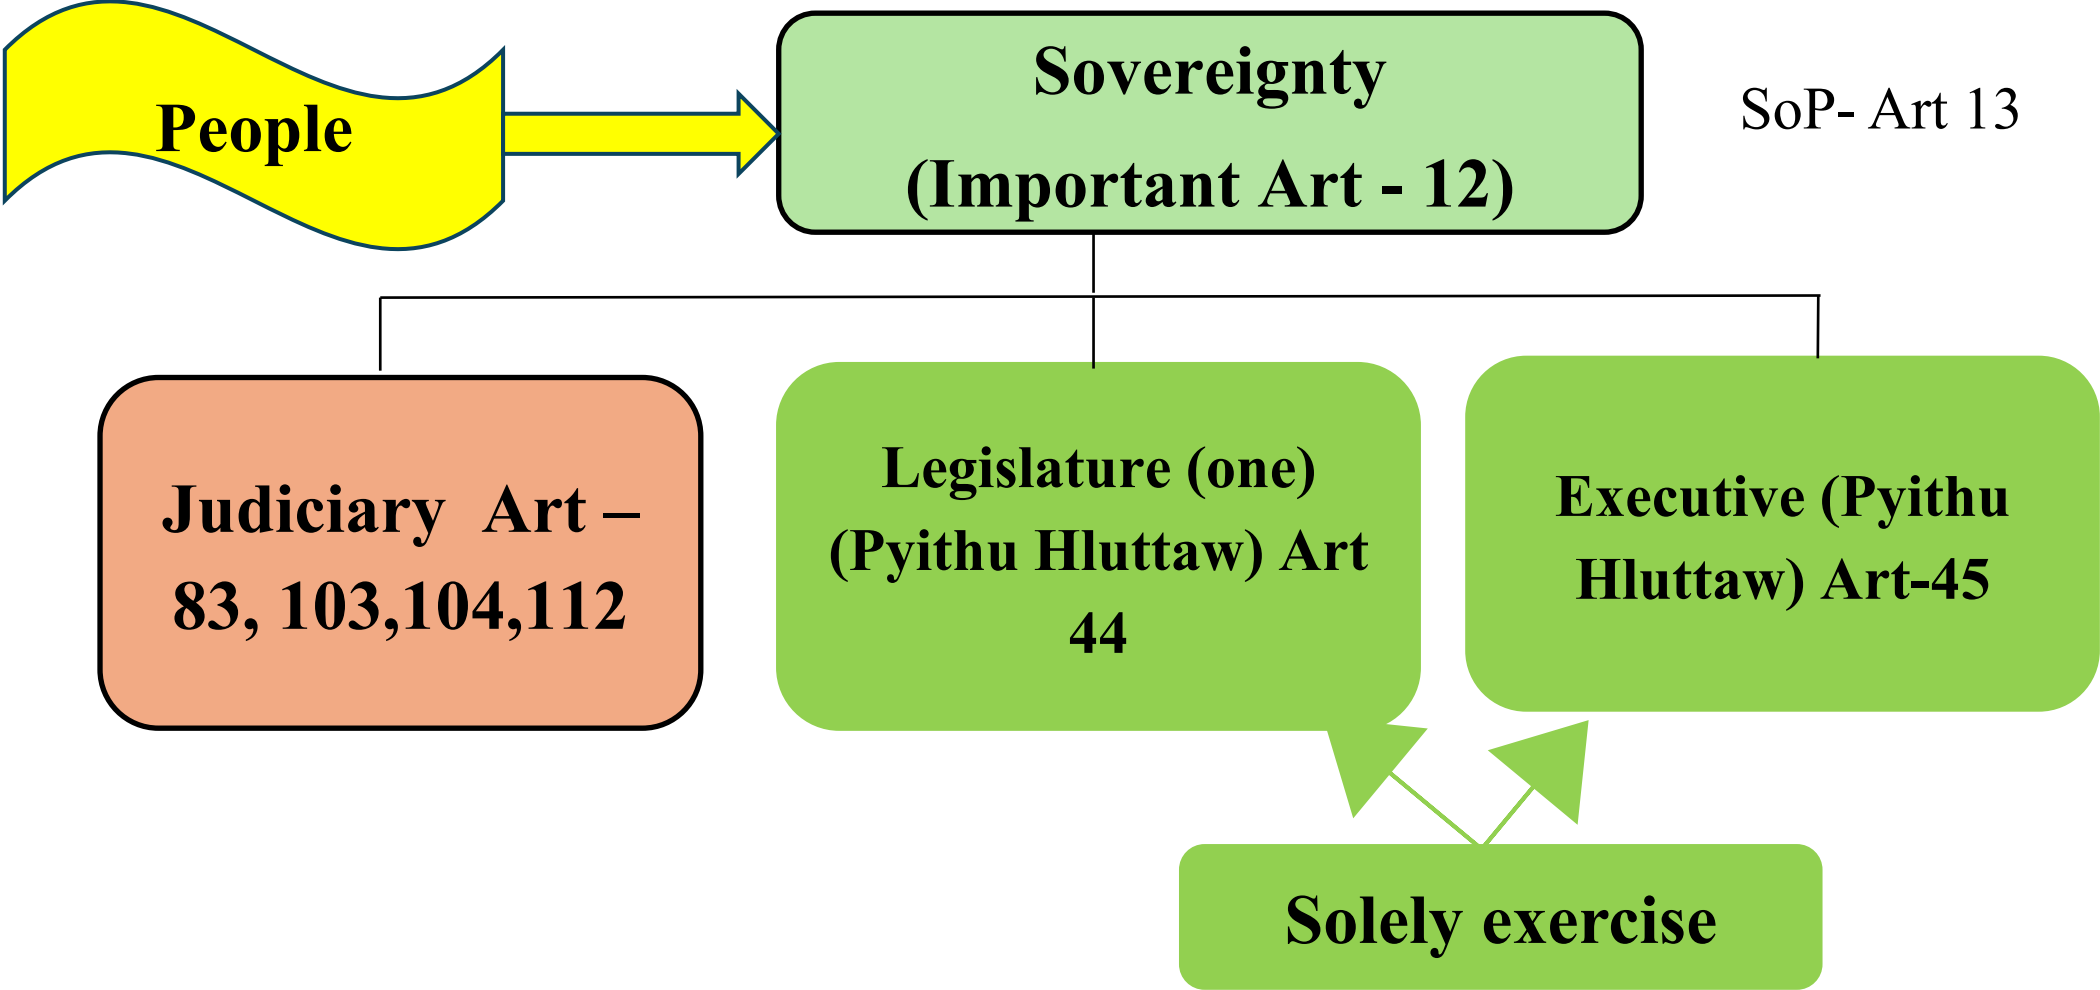 People
Sovereignty
(Important Art - 12)
SoP- Art 13
Judiciary  Art –
83, 103,104,112
Legislature (one)
(Pyithu Hluttaw) Art
44
Executive (Pyithu
Hluttaw) Art-45
Solely exercise